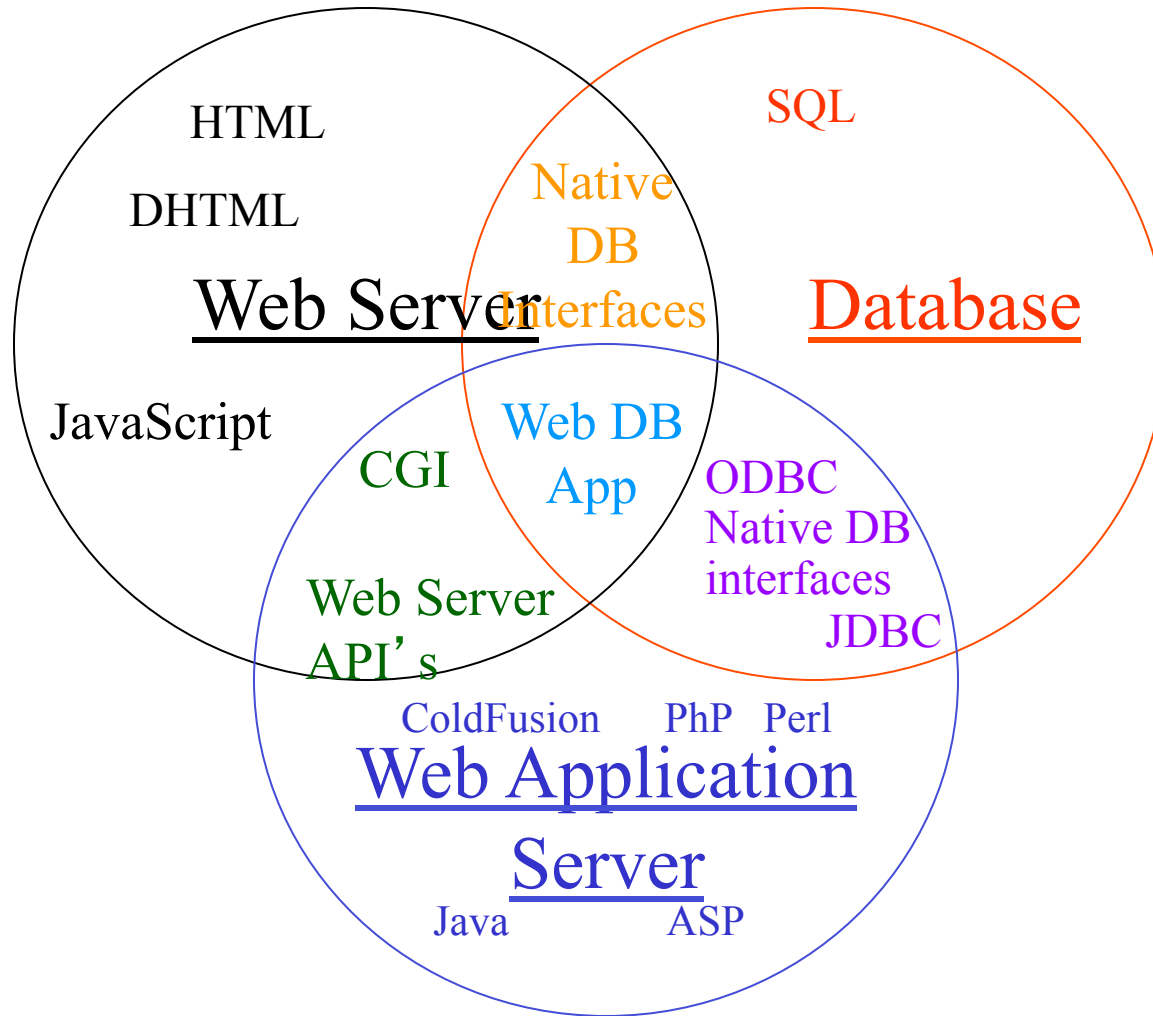 HTML
SQL
Native
DB
Interfaces
DHTML
Web Server
Database
JavaScript
Web DB
App
CGI
ODBC
Native DB
interfaces
JDBC
Web Server
API’s
ColdFusion PhP Perl
Web Application
Server
Java ASP